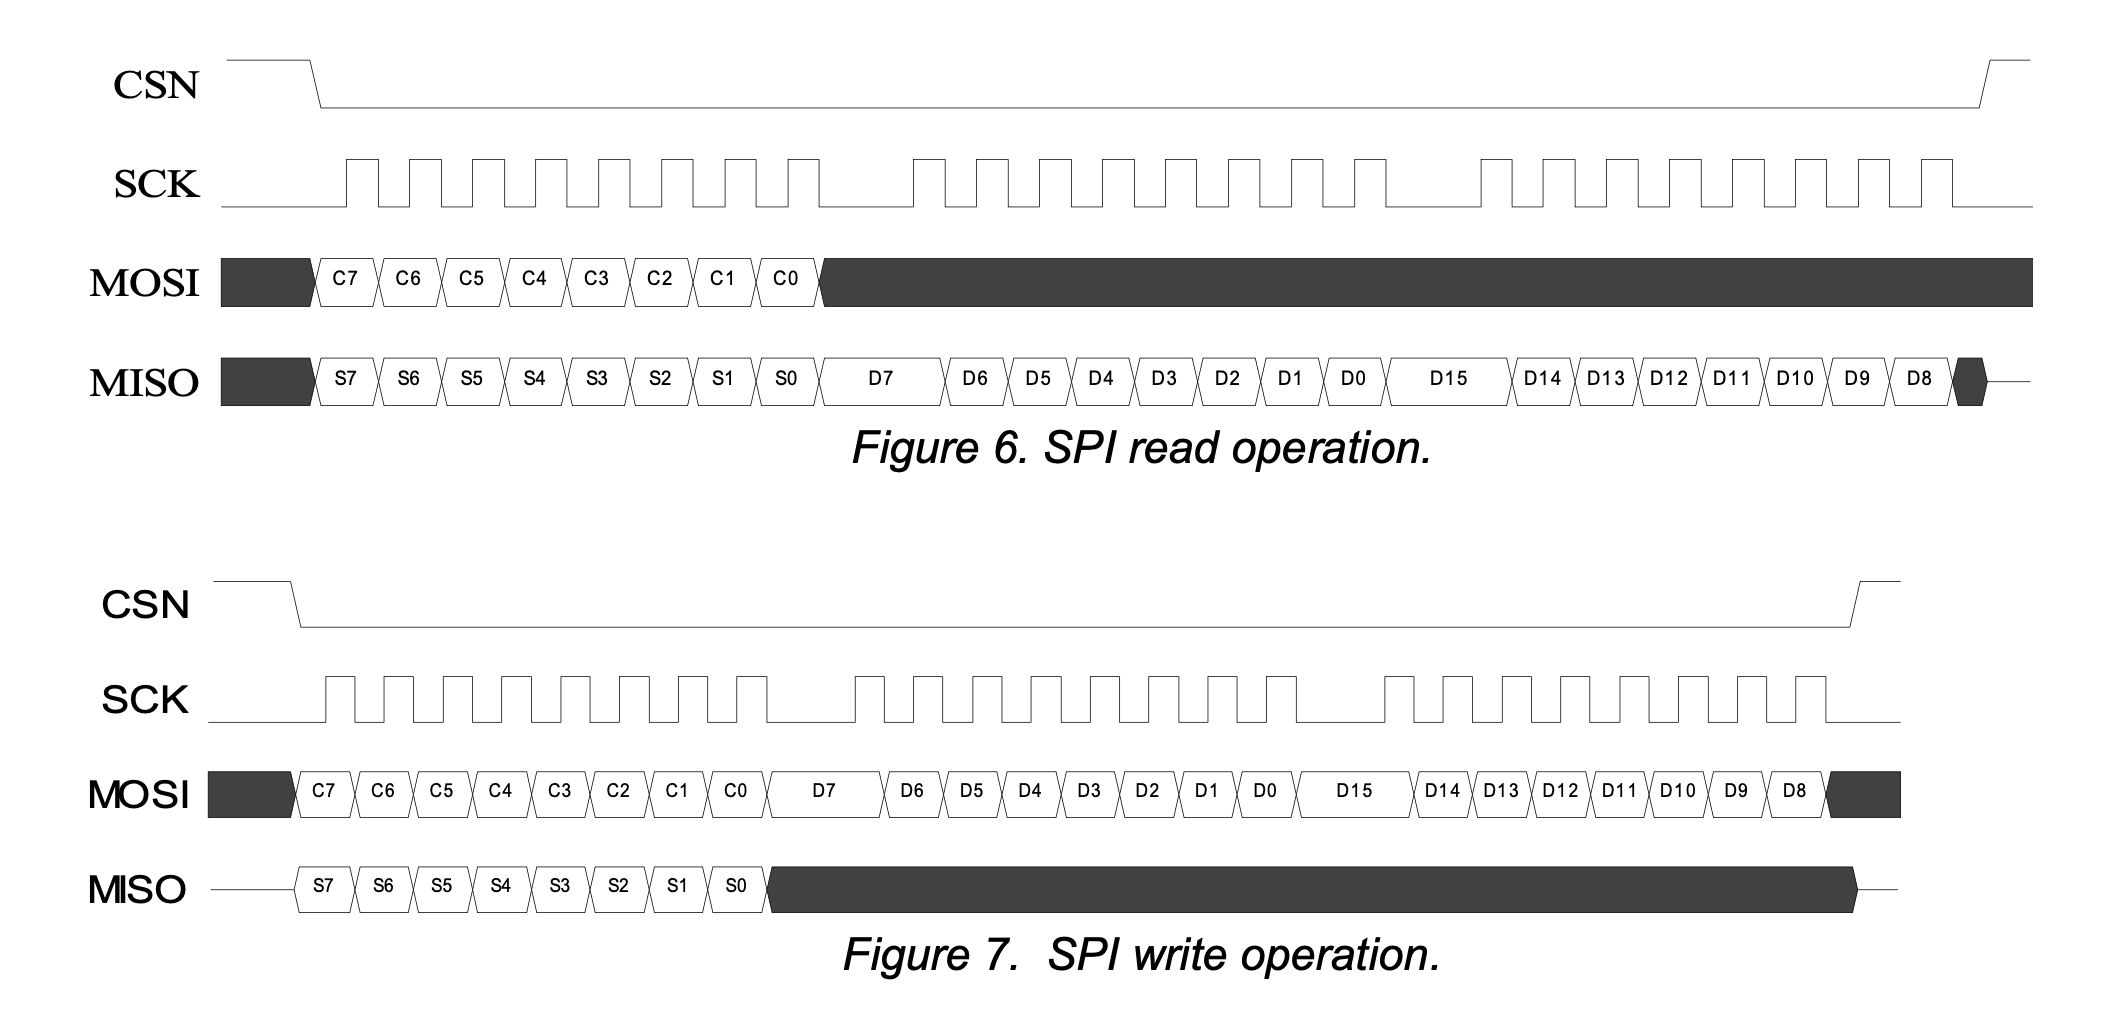 CSN
SCK
MOSI C7 C6 C5 C4 C3 C2 C1 C0
MISO S7 S6 S5 S4 S3 S2 S1 S0 D7 D6 D5 D4 D3 D2 D1 D0 D15 D14 D13 D12 D11 D10 D9 D8
Figure 6. SPI read operation.
CSN
SCK
MOSI C7 C6 C5 C4 C3 C2 C1 C0 D7 D6 D5 D4 D3 D2 D1 D0 D15 D14 D13 D12 D11 D10 D9 D8
MISO S7 S6 S5 S4 S3 S2 S1 S0
Figure 7. SPI write operation.